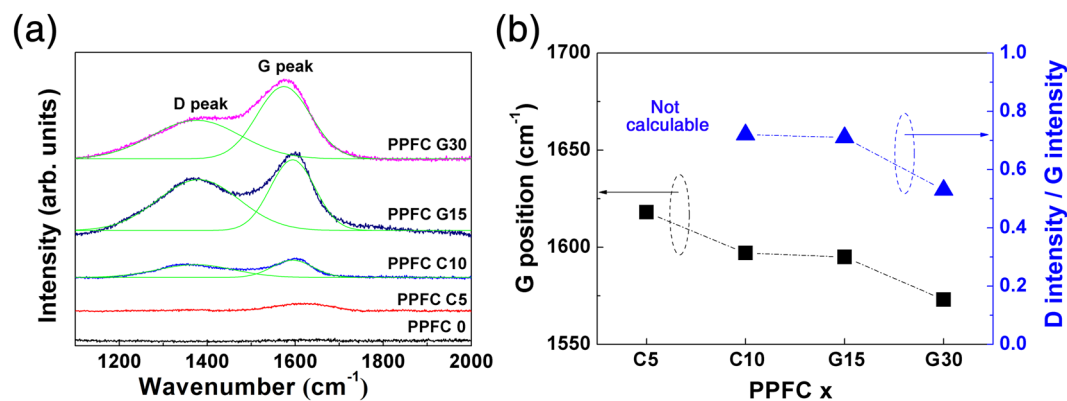 (a)
Intensity (arb. units)
G peak
D peak
PPFC G30
PPFC G15
PPFC C10
PPFC C5
PPFC 0
1200 1400 1600 1800 2000
Wavenumber (cm⁻¹)
(b)
G position (cm⁻¹)
1700
1650
1600
1550
Not
calculable
1.0
0.8
0.6
0.4
0.2
0.0
D intensity / G intensity
C5 C10 G15 G30
PPFC x